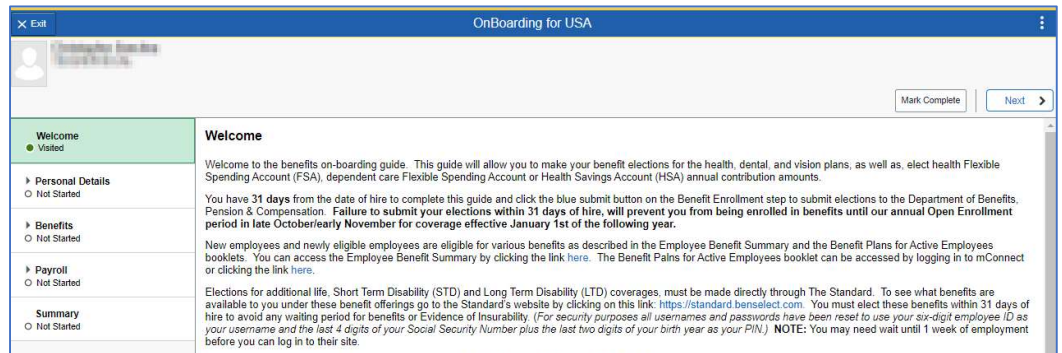 Exit
OnBoarding for USA
Mark Complete
Next
Welcome
Visited
Personal Details
Not Started
Benefits
Not Started
Payroll
Not Started
Summary
Not Started
Welcome
Welcome to the benefits on-boarding guide. This guide will allow you to make your benefit elections for the health, dental, and vision plans, as well as, elect health Flexible
Spending Account (FSA), dependent care Flexible Spending Account or Health Savings Account (HSA) annual contribution amounts.
You have 31 days from the date of hire to complete this guide and click the blue submit button on the Benefit Enrollment step to submit elections to the Department of Benefits,
Pension & Compensation. Failure to submit your elections within 31 days of hire, will prevent you from being enrolled in benefits until our annual Open Enrollment
period in late October/early November for coverage effective January 1st of the following year.
New employees and newly eligible employees are eligible for various benefits as described in the Employee Benefit Summary and the Benefit Plans for Active Employees
booklets. You can access the Employee Benefit Summary by clicking the link here. The Benefit Palns for Active Employees booklet can be accessed by logging in to mConnect
or clicking the link here.
Elections for additional life, Short Term Disability (STD) and Long Term Disability (LTD) coverages, must be made directly through The Standard. To see what benefits are
available to you under these benefit offerings go to the Standard's website by clicking on this link: https://standard.benselect.com. You must elect these benefits within 31 days of
hire to avoid any waiting period for benefits or Evidence of Insurability. (For security purposes all usernames and passwords have been reset to use your six-digit employee ID as
your username and the last 4 digits of your Social Security Number plus the last two digits of your birth year as your PIN.) NOTE: You may need wait until 1 week of employment
before you can log in to their site.